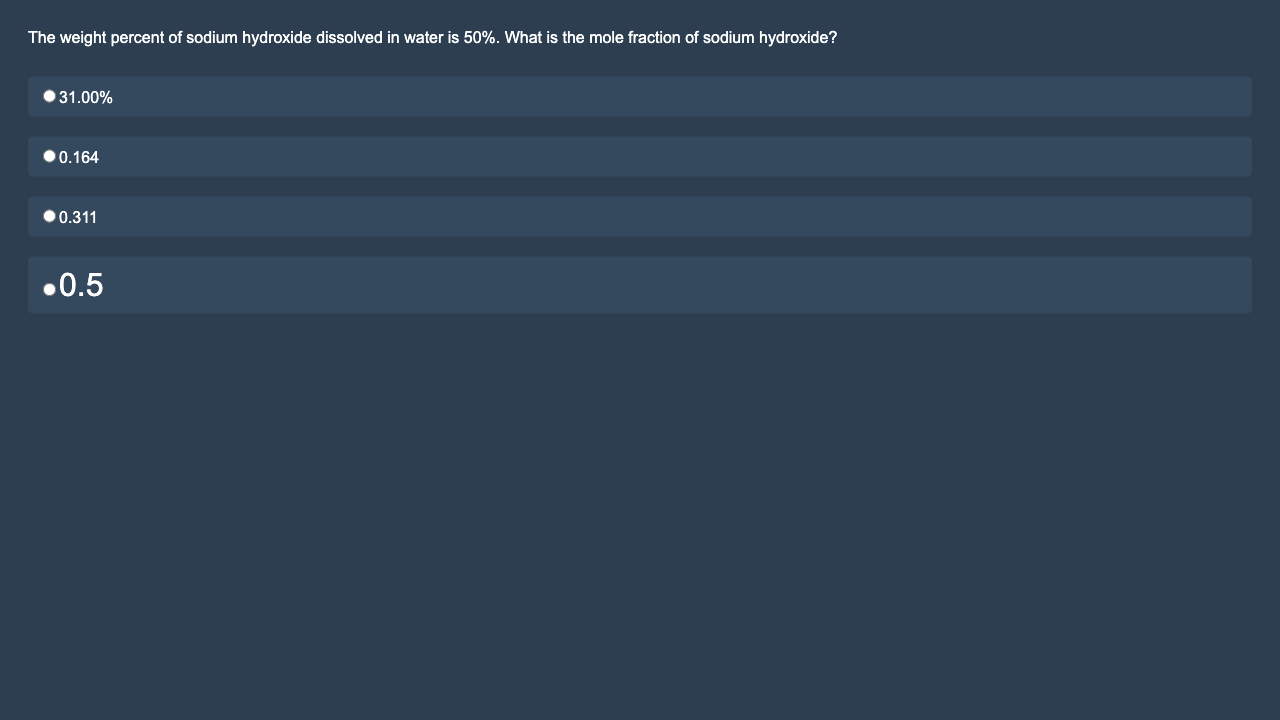 The weight percent of sodium hydroxide dissolved in water is 50%. What is the mole fraction of sodium hydroxide?
31.00%
0.164
0.311
0.5